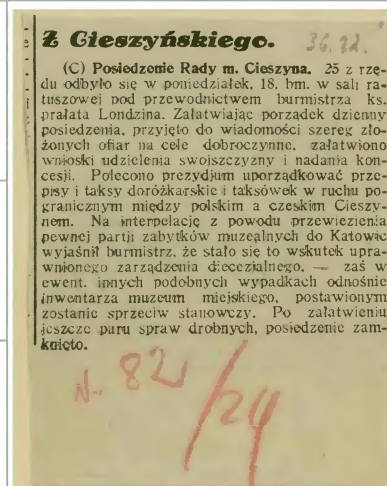 Z Cieszyńskiego.
36.22.
(C) Posiedzenie Rady m. Cieszyna. 25 z rzę-
du odbyło się w poniedziałek, 18. bm. w sali ra-
tuszowej pod przewodnictwem burmistrza ks.
prałata Londzina. Załatwiając porządek dzienny
posiedzenia, przyjęto do wiadomości szereg zło-
żonych ofiar na cele dobroczynne, załatwiono
wnioski udzielenia swojszczyzny i nadania kon-
cesji. Polecono prezydjum uporządkować prze-
pisy i taksy dorożkarskie i taksówek w ruchu po-
granicznym między polskim a czeskim Cieszy-
nem. Na interpelację z powodu przewiezienia
pewnej partji zabytków muzealnych do Katowic
wyjaśnił burmistrz, że stało się to wskutek upra-
wnionego zarządzenia diecezjalnego, — zaś w
ewent. innych podobnych wypadkach odnośnie
inwentarza muzeum miejskiego, postawionym
zostanie sprzeciw stanowczy. Po załatwieniu
jeszcze paru spraw drobnych, posiedzenie zam-
knięto.
N.. 82/24